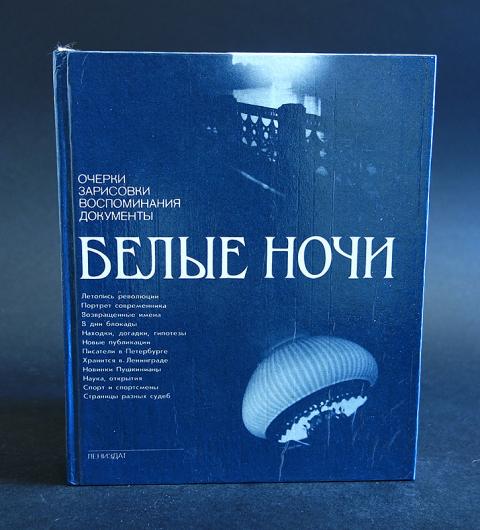 ОЧЕРКИ
ЗАРИСОВКИ
ВОСПОМИНАНИЯ
ДОКУМЕНТЫ
БЕЛЫЕ НОЧИ
Летопись революции
Портрет современника
Возвращенные имена
В дни блокады
Находки, догадки, гипотезы
Новые публикации
Писатели в Петербурге
Хранится в Ленинграде
Новинки Пушкинианы
Наука, открытия
Спорт и спортсмены
Страницы разных судеб
ЛЕНИЗДАТ